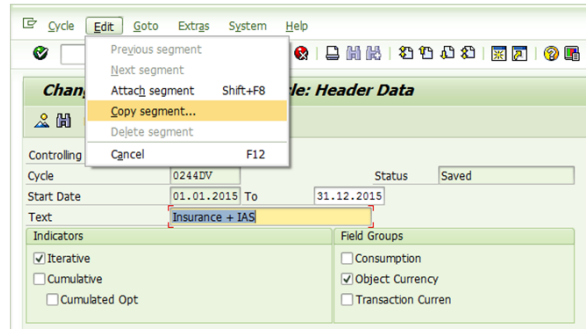 Cycle Edit Goto Extras System Help
Previous segment
Next segment
Attach segment Shift+F8
Copy segment...
Delete segment
Cancel F12
Chan le: Header Data
Controlling
Cycle 0244DV Status Saved
Start Date 01.01.2015 To 31.12.2015
Text Insurance + IAS
Indicators Field Groups
Iterative Consumption
Cumulative Object Currency
Cumulated Opt Transaction Curren